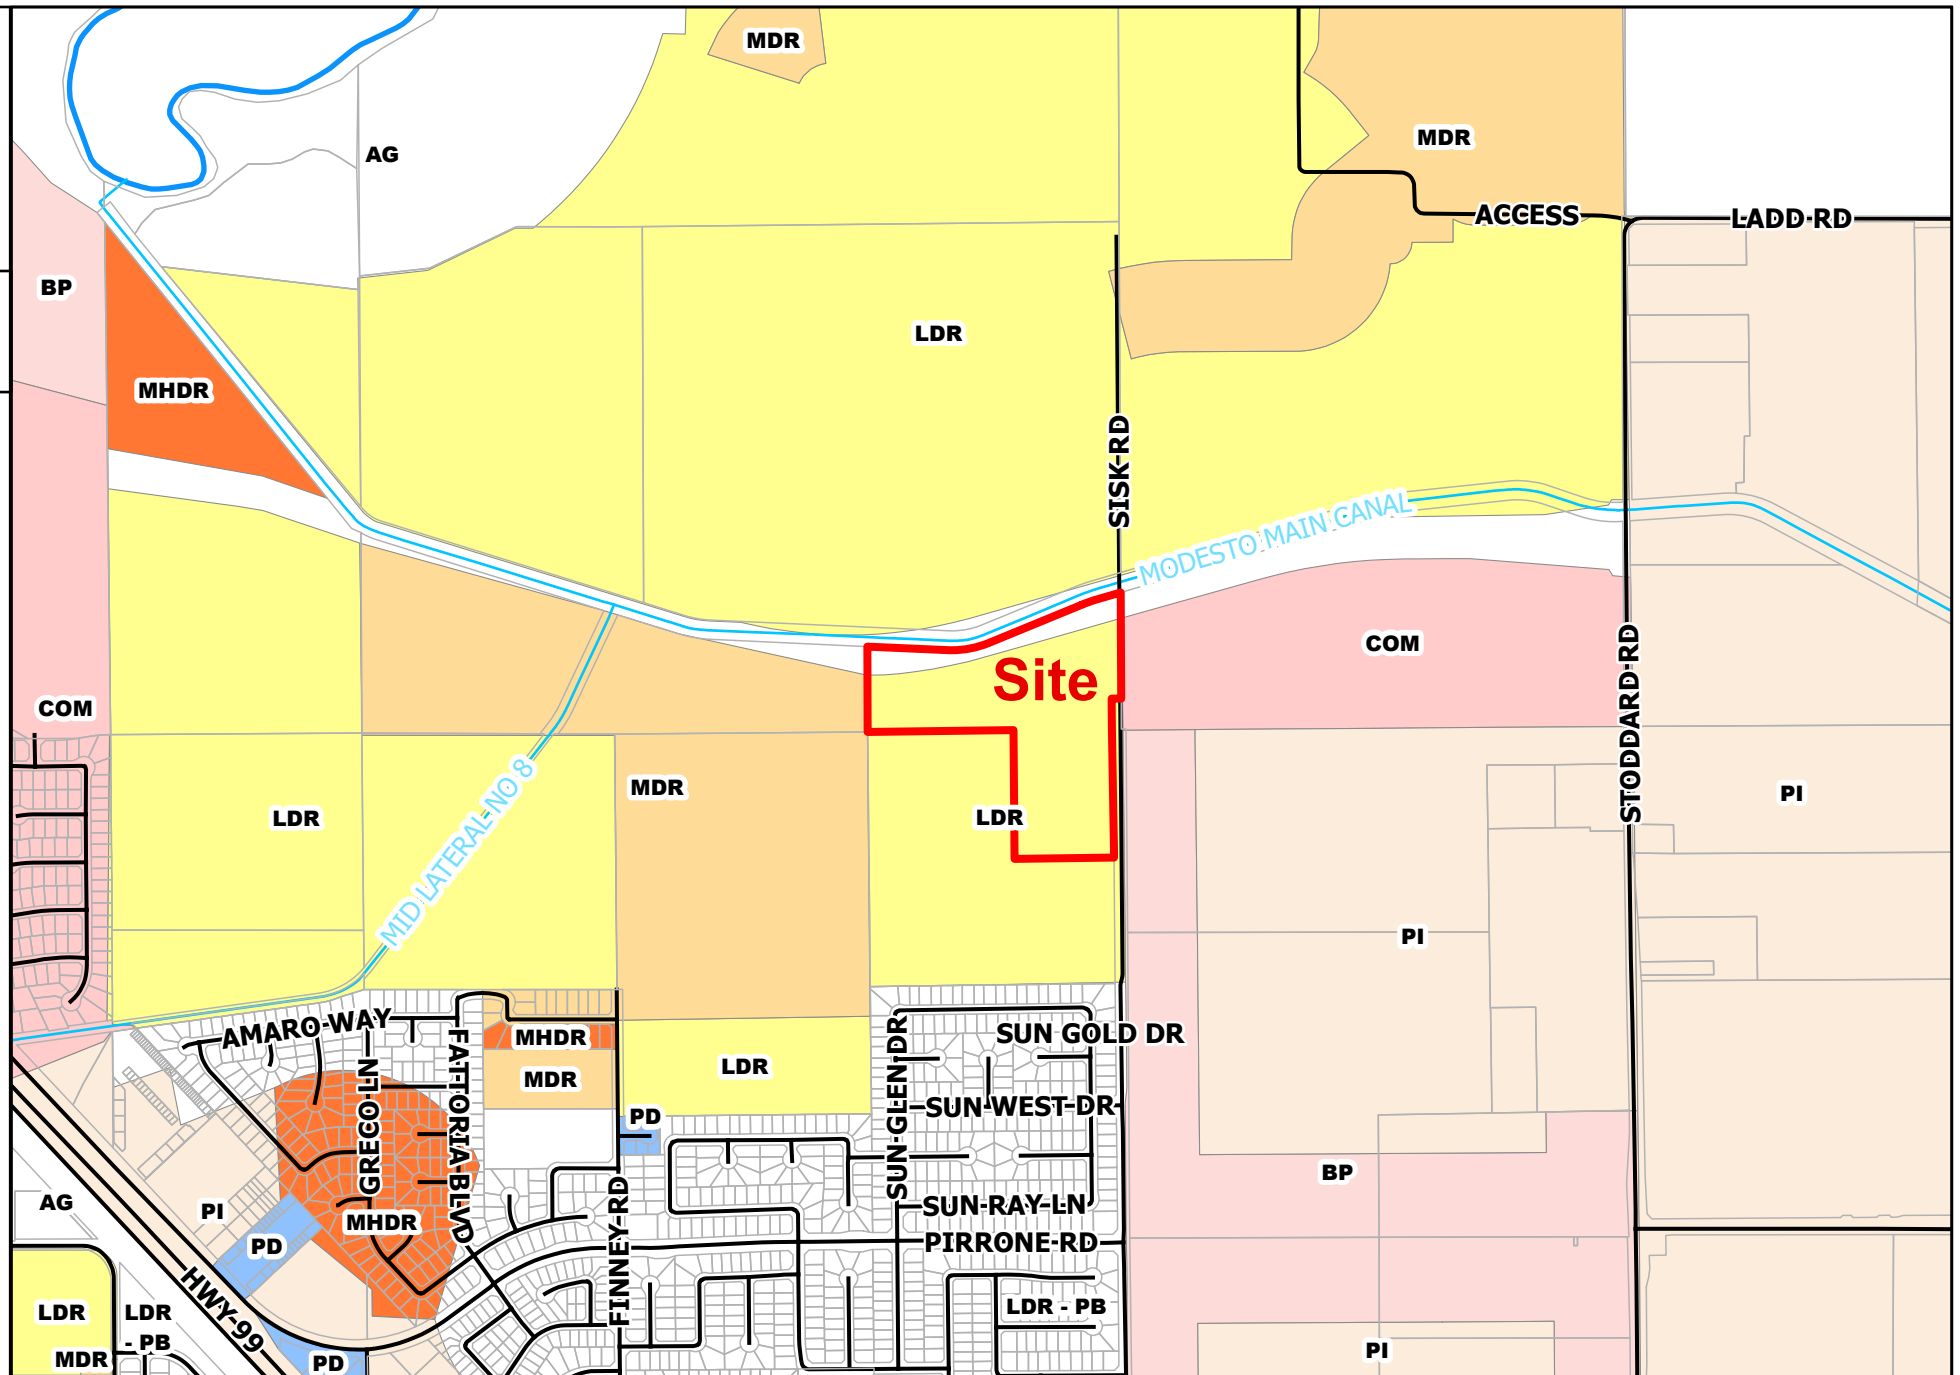 MDR
MDR
AG
ACCESS
LADD RD
BP
LDR
MHDR
SISK RD
MODESTO MAIN CANAL
COM
Site
STODDARD RD
COM
MDR
PI
LDR
LDR
MID LATERAL NO 8
PI
AMARO WAY
MHDR
SUN GOLD DR
MDR
LDR
FATTORIA BLVD
GRECO LN
SUN GLEN DR
SUN WEST DR
PD
BP
AG
PI
MHDR
SUN RAY LN
PD
FINNEY RD
PIRRONE RD
HWY 99
LDR
LDR
- PB
LDR - PB
MDR
PD
PI